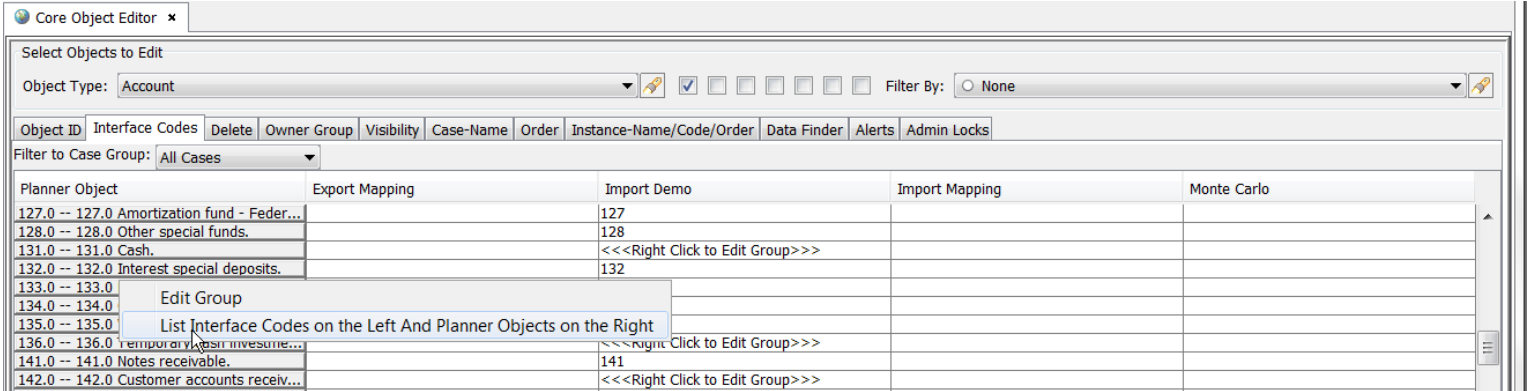 Core Object Editor ×
Select Objects to Edit
Object Type: Account Filter By: None
Object ID Interface Codes Delete Owner Group Visibility Case-Name Order Instance-Name/Code/Order Data Finder Alerts Admin Locks
Filter to Case Group: All Cases
Planner Object Export Mapping Import Demo Import Mapping Monte Carlo
127.0 -- 127.0 Amortization fund - Feder... 127
128.0 -- 128.0 Other special funds. 128
131.0 -- 131.0 Cash. <<<Right Click to Edit Group>>>
132.0 -- 132.0 Interest special deposits. 132
133.0 -- 133.0
Edit Group
134.0 -- 134.0
135.0 -- 135.0
List Interface Codes on the Left And Planner Objects on the Right
136.0 -- 136.0 Temporary cash investme... <<<Right Click to Edit Group>>>
141.0 -- 141.0 Notes receivable. 141
142.0 -- 142.0 Customer accounts receiv... <<<Right Click to Edit Group>>>